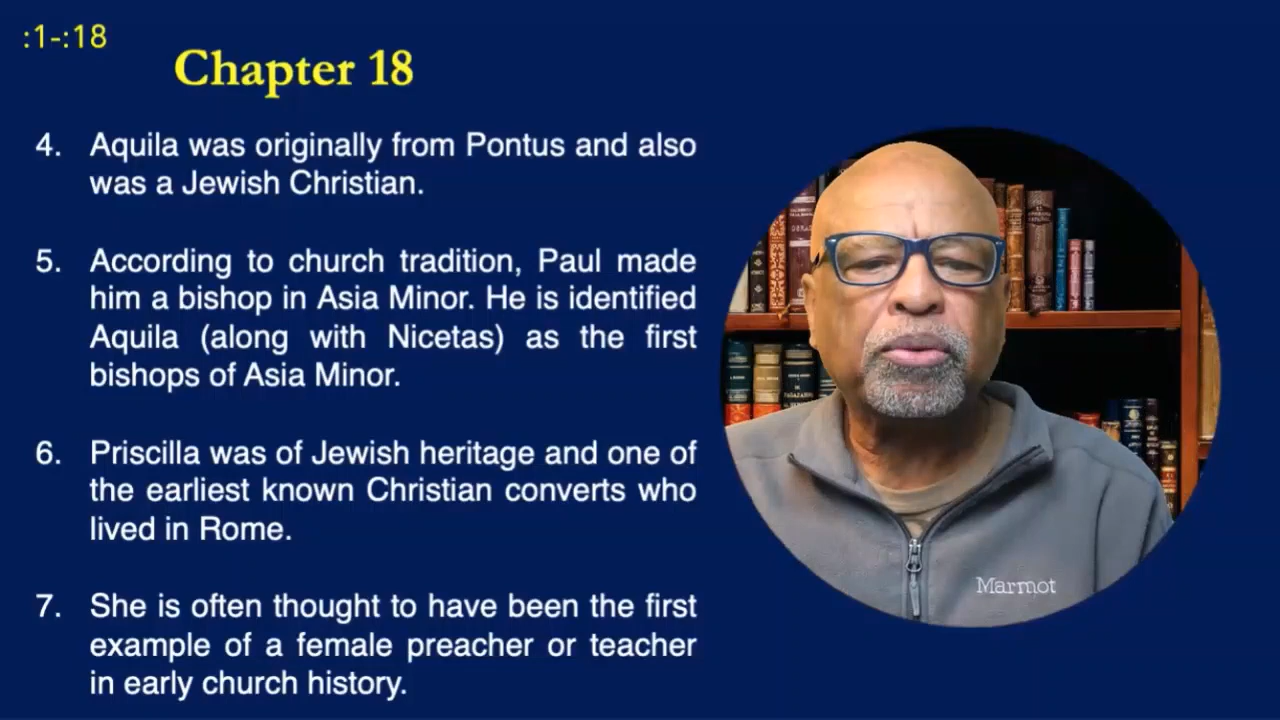 :1-:18
Chapter 18
4. Aquila was originally from Pontus and also
was a Jewish Christian.
5. According to church tradition, Paul made
him a bishop in Asia Minor. He is identified
Aquila (along with Nicetas) as the first
bishops of Asia Minor.
6. Priscilla was of Jewish heritage and one of
the earliest known Christian converts who
lived in Rome.
7. She is often thought to have been the first
example of a female preacher or teacher
in early church history.
Marmot